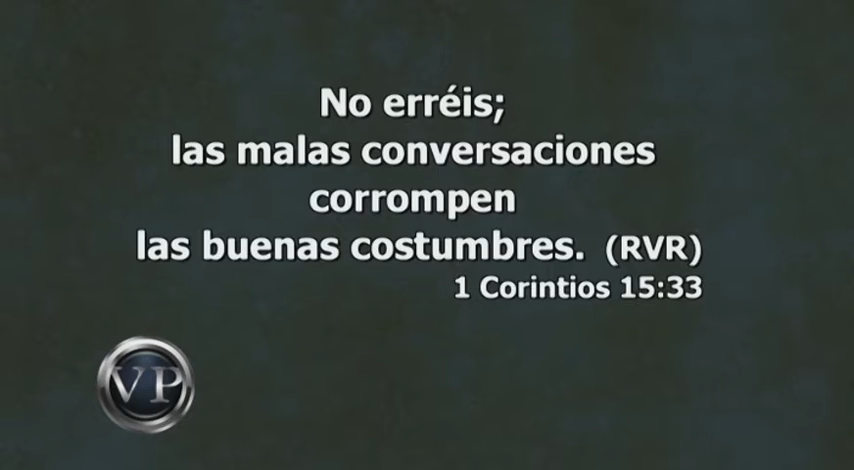 No erréis;
las malas conversaciones
corrompen
las buenas costumbres. (RVR)
1 Corintios 15:33
VP